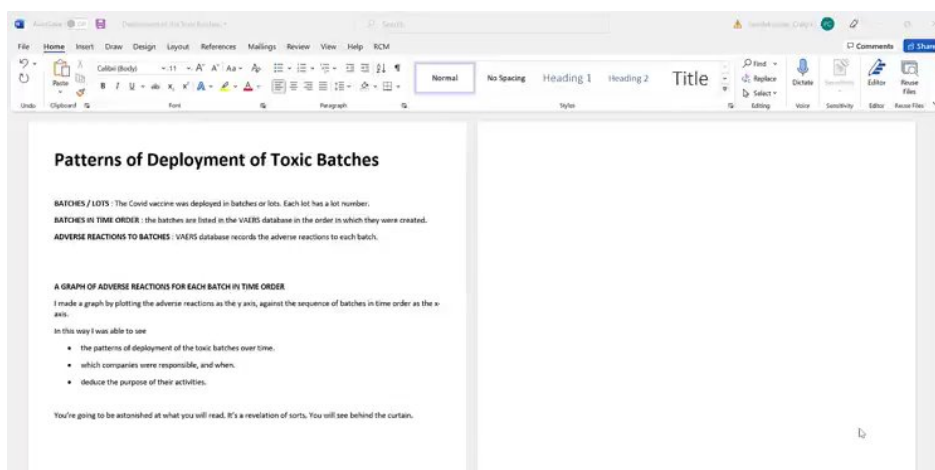 Search
File Home Insert Draw Design Layout References Mailings Review View Help RCM Comments Share
Calibri (Body) 11
Paste
Normal No Spacing Heading 1 Heading 2 Title
Find
Replace
Select
Dictate Editor Reuse Files
Undo Clipboard Font Paragraph Styles Editing Voice Sensitivity Editor Reuse Files
Patterns of Deployment of Toxic Batches
BATCHES / LOTS : The Covid vaccine was deployed in batches or lots. Each lot has a lot number.
BATCHES IN TIME ORDER : the batches are listed in the VAERS database in the order in which they were created.
ADVERSE REACTIONS TO BATCHES : VAERS database records the adverse reactions to each batch.
A GRAPH OF ADVERSE REACTIONS FOR EACH BATCH IN TIME ORDER
I made a graph by plotting the adverse reactions as the y axis, against the sequence of batches in time order as the x-
axis.
In this way I was able to see
• the patterns of deployment of the toxic batches over time.
• which companies were responsible, and when.
• deduce the purpose of their activities.
You're going to be astonished at what you will read. It's a revelation of sorts. You will see behind the curtain.